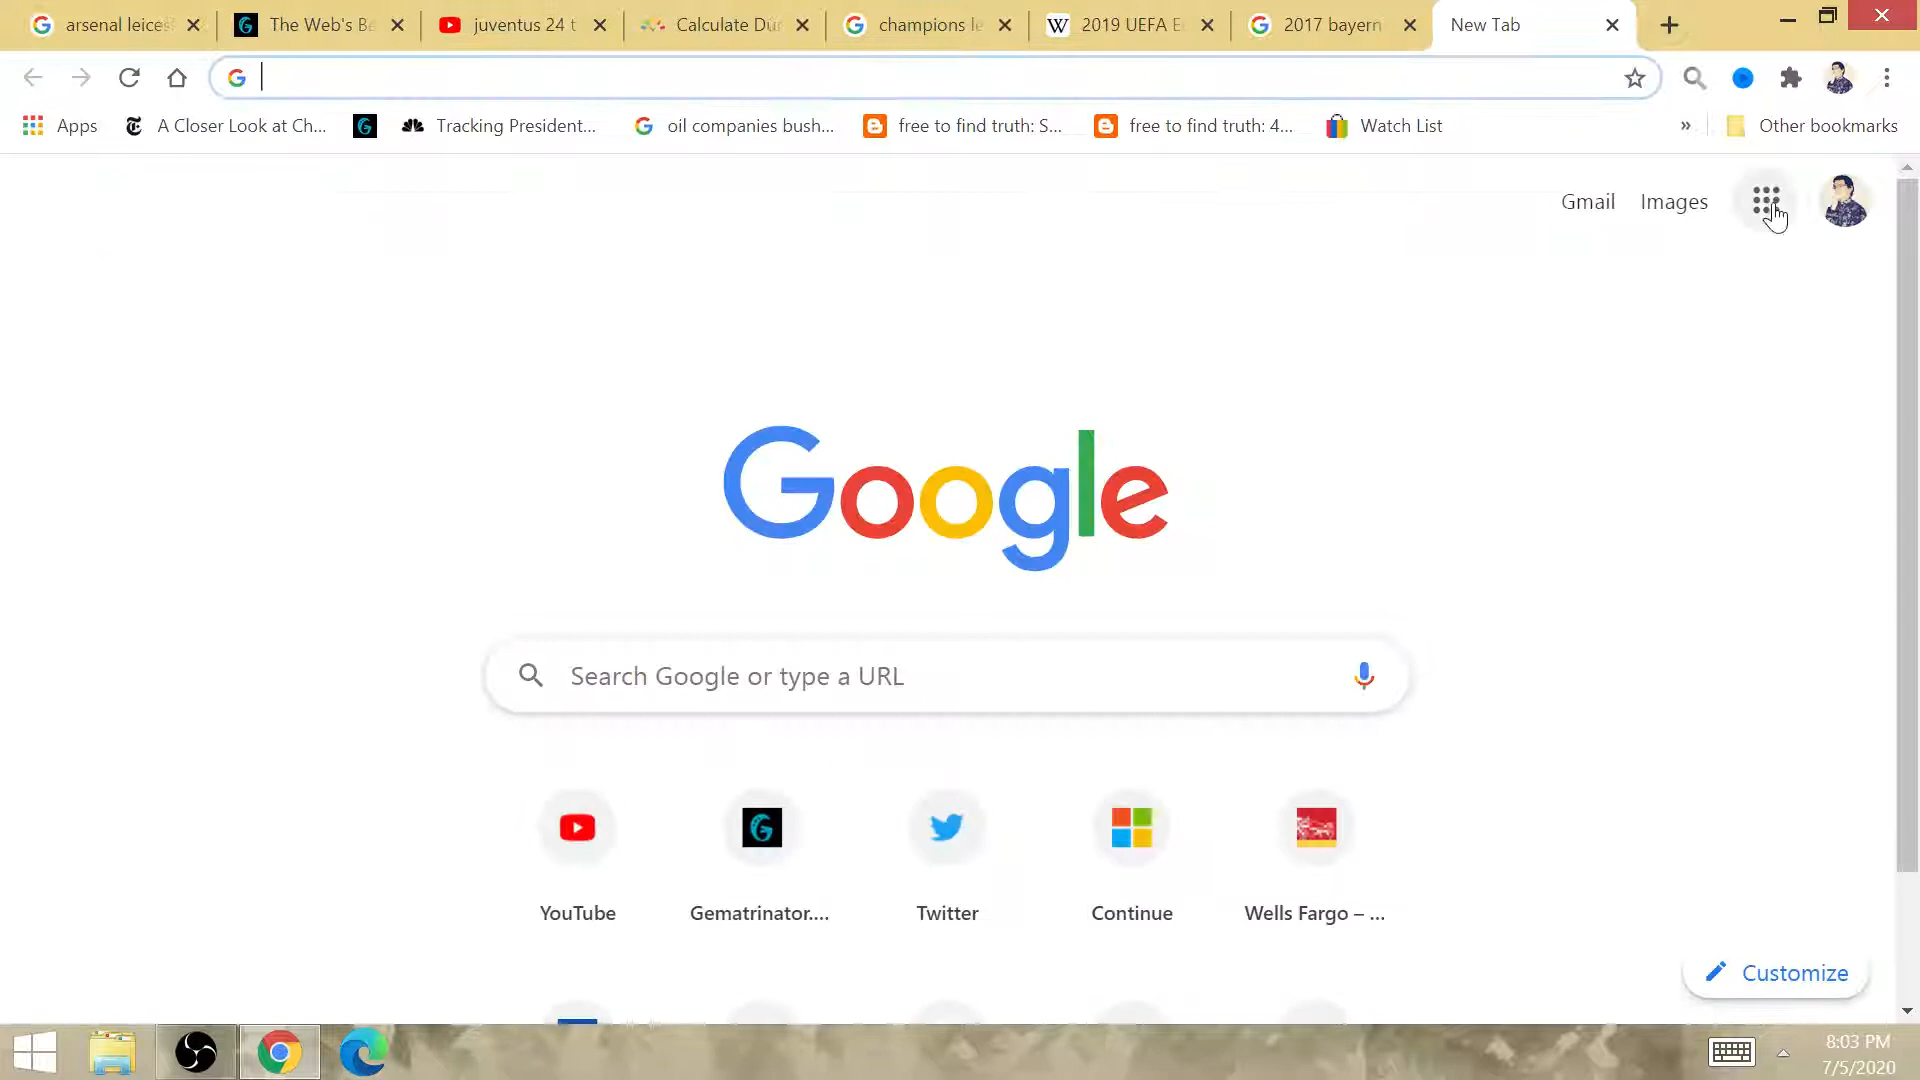 arsenal leices
The Web's Be
juventus 24 t
Calculate Dur
champions le
2019 UEFA E
2017 bayern
New Tab
Apps
A Closer Look at Ch...
Tracking President...
oil companies bush...
free to find truth: S...
free to find truth: 4...
Watch List
»
Other bookmarks
Gmail
Images
Google
Search Google or type a URL
YouTube
Gematrinator....
Twitter
Continue
Wells Fargo – ...
Customize
8:03 PM
7/5/2020